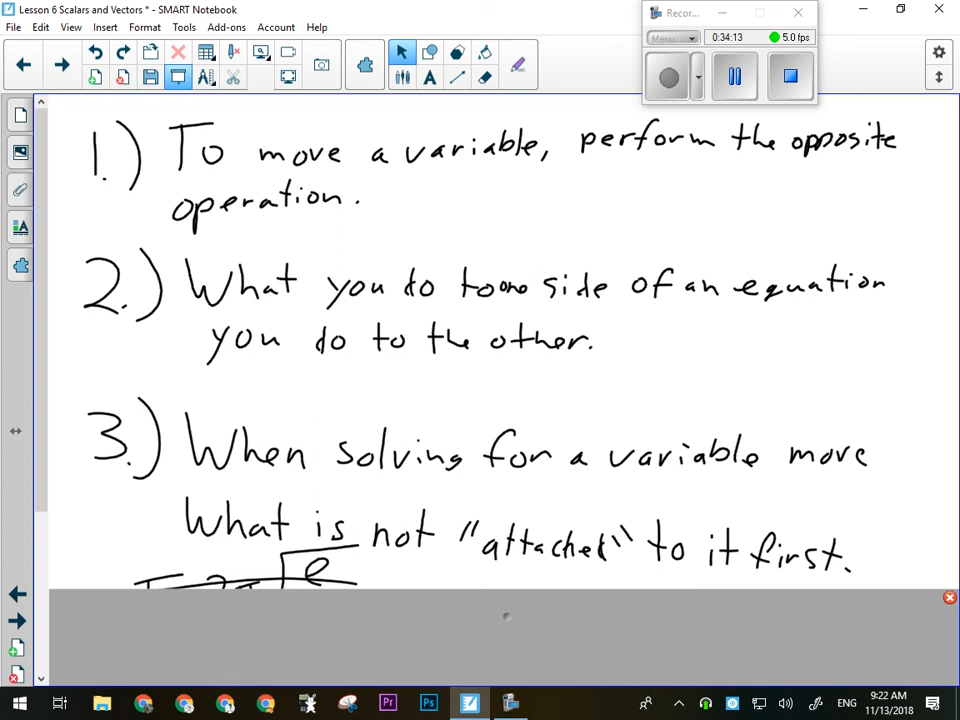 Lesson 6 Scalars and Vectors * - SMART Notebook
File Edit View Insert Format Tools Add-ons Account Help
Recor...
Menu
0:34:13 5.0 fps
1.) To move a variable, perform the opposite
operation.
2.) What you do to one side of an equation
you do to the other.
3.) When solving for a variable move
What is not "attached" to it first.
ENG
9:22 AM
11/13/2018